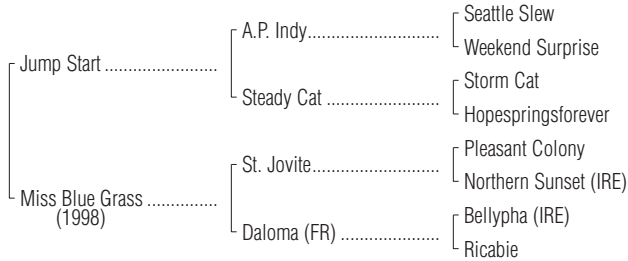 Seattle Slew
A.P. Indy
Weekend Surprise
Jump Start
Storm Cat
Steady Cat
Hopespringsforever
Pleasant Colony
St. Jovite
Northern Sunset (IRE)
Miss Blue Grass
(1998)
Bellypha (IRE)
Daloma (FR)
Ricabie